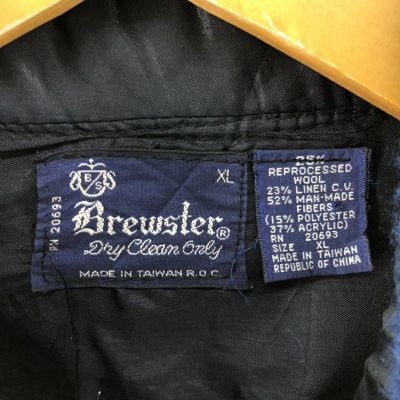 B S
XL
RN 20693
Brewster®
Dry Clean Only
MADE IN TAIWAN R.O.C.
25%
REPROCESSED
WOOL
23% LINEN C.U.
52% MAN-MADE
FIBERS
(15% POLYESTER
37% ACRYLIC)
RN 20693
SIZE XL
MADE IN TAIWAN
REPUBLIC OF CHINA